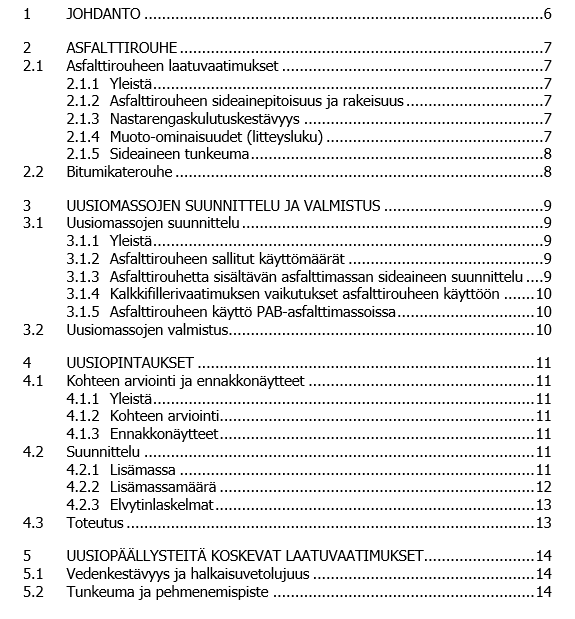 1 JOHDANTO ........................................................ 6
2 ASFALTTIROUHE ........................................................ 7
2.1 Asfalttirouheen laatuvaatimukset ........................................................ 7
2.1.1 Yleistä ........................................................ 7
2.1.2 Asfalttirouheen sideainepitoisuus ja rakeisuus ........................................................ 7
2.1.3 Nastarengaskulutuskestävyys ........................................................ 7
2.1.4 Muoto-ominaisuudet (litteysluku) ........................................................ 7
2.1.5 Sideaineen tunkeuma ........................................................ 8
2.2 Bitumikaterouhe ........................................................ 8
3 UUSIOMASSOJEN SUUNNITTELU JA VALMISTUS ........................................ 9
3.1 Uusiomassojen suunnittelu ........................................................ 9
3.1.1 Yleistä ........................................................ 9
3.1.2 Asfalttirouheen sallitut käyttömäärät ........................................ 9
3.1.3 Asfalttirouhetta sisältävän asfalttimassan sideaineen suunnittelu ....9
3.1.4 Kalkkifillerivaatimuksen vaikutukset asfalttirouheen käyttöön .......10
3.1.5 Asfalttirouheen käyttö PAB-asfalttimassoissa ........................................ 10
3.2 Uusiomassojen valmistus ........................................................ 10
4 UUSIOPINTAUKSET ........................................................ 11
4.1 Kohteen arviointi ja ennakkonäytteet ........................................ 11
4.1.1 Yleistä ........................................................ 11
4.1.2 Kohteen arviointi ........................................................ 11
4.1.3 Ennakkonäytteet ........................................................ 11
4.2 Suunnittelu ........................................................ 11
4.2.1 Lisämassa ........................................................ 11
4.2.2 Lisämassamäärä ........................................................ 12
4.2.3 Elvytinlaskelmat ........................................................ 13
4.3 Toteutus ........................................................ 13
5 UUSIOPÄÄLLYSTEITÄ KOSKEVAT LAATUVAATIMUKSET ........................ 14
5.1 Vedenkestävyys ja halkaisuvetolujuus ........................................ 14
5.2 Tunkeuma ja pehmenemispiste ........................................ 14